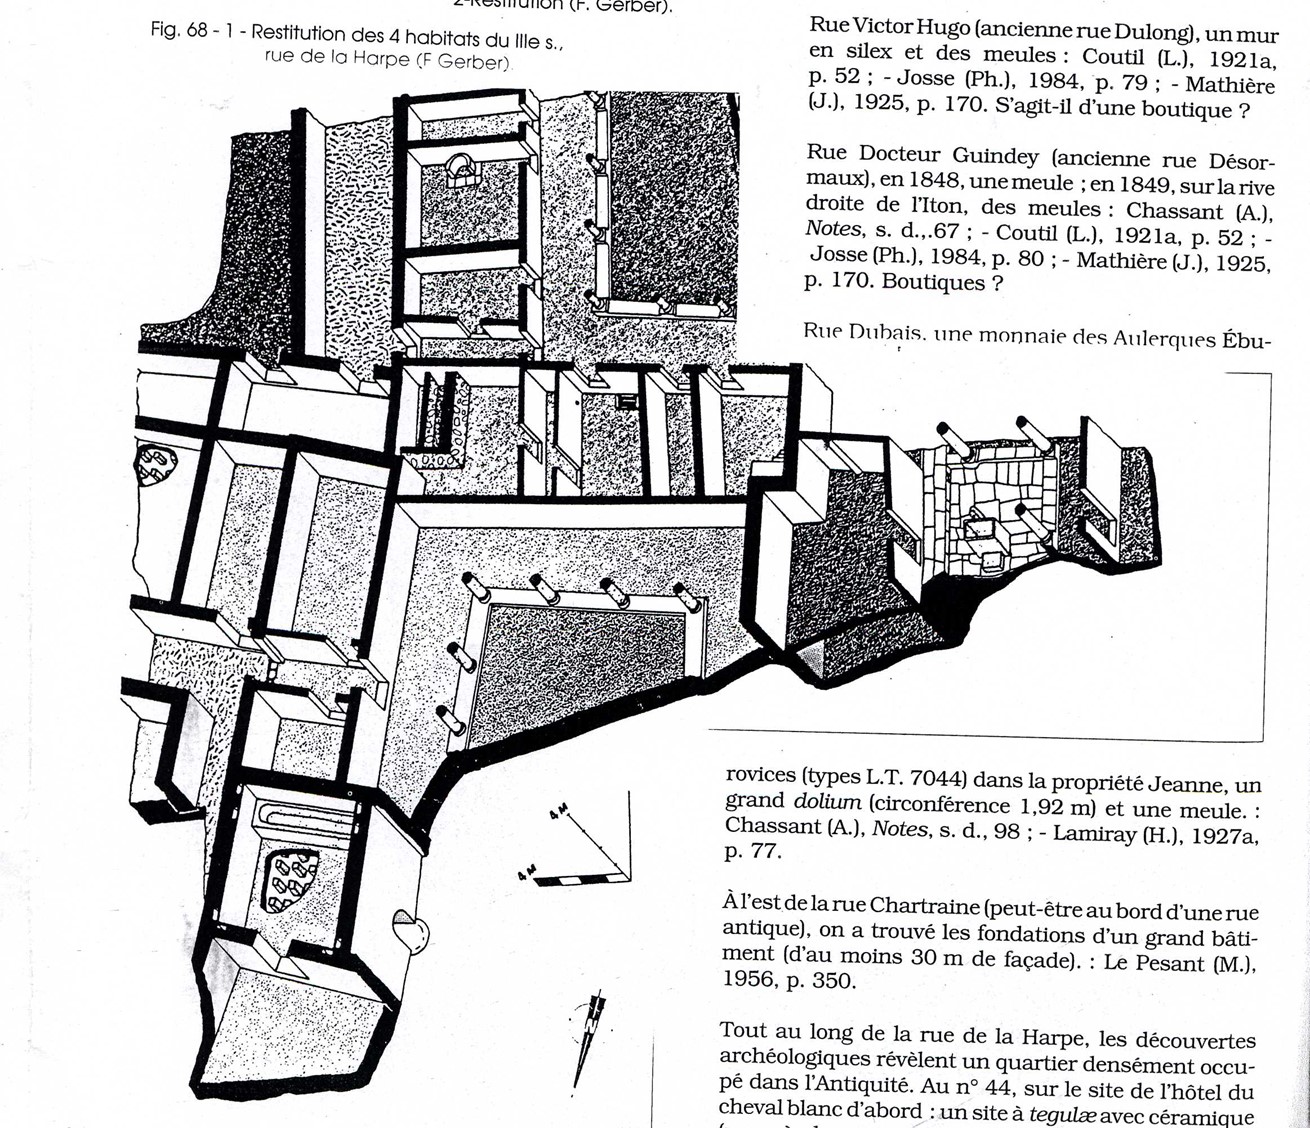 2-Restitution (F. Gerber).
Fig. 68 - 1 - Restitution des 4 habitats du IIIe s.,
rue de la Harpe (F Gerber).
Rue Victor Hugo (ancienne rue Dulong), un mur
en silex et des meules : Coutil (L.), 1921a,
p. 52 ; - Josse (Ph.), 1984, p. 79 ; - Mathière
(J.), 1925, p. 170. S'agit-il d'une boutique ?
Rue Docteur Guindey (ancienne rue Désor-
maux), en 1848, une meule ; en 1849, sur la rive
droite de l'Iton, des meules : Chassant (A.),
Notes, s. d.,.67 ; - Coutil (L.), 1921a, p. 52 ; -
Josse (Ph.), 1984, p. 80 ; - Mathière (J.), 1925,
p. 170. Boutiques ?
Rue Dubais, une monnaie des Aulerques Ébu-
4 M
4 M
rovices (types L.T. 7044) dans la propriété Jeanne, un
grand dolium (circonférence 1,92 m) et une meule. :
Chassant (A.), Notes, s. d., 98 ; - Lamiray (H.), 1927a,
p. 77.
À l'est de la rue Chartraine (peut-être au bord d'une rue
antique), on a trouvé les fondations d'un grand bâti-
ment (d'au moins 30 m de façade). : Le Pesant (M.),
1956, p. 350.
Tout au long de la rue de la Harpe, les découvertes
archéologiques révèlent un quartier densément occu-
pé dans l'Antiquité. Au n° 44, sur le site de l'hôtel du
cheval blanc d'abord : un site à tegulæ avec céramique